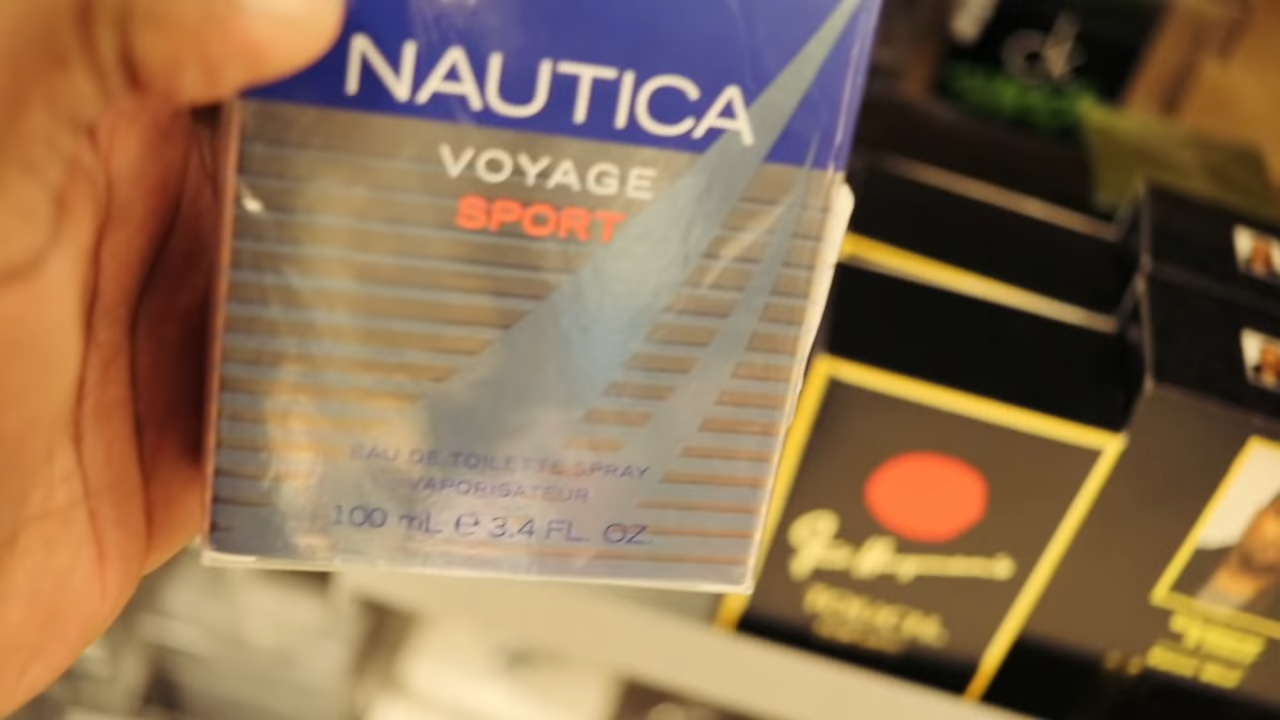 NAUTICA
VOYAGE
SPORT
EAU DE TOILETTE SPRAY
VAPORISATEUR
100 mL e 3.4 FL. OZ.